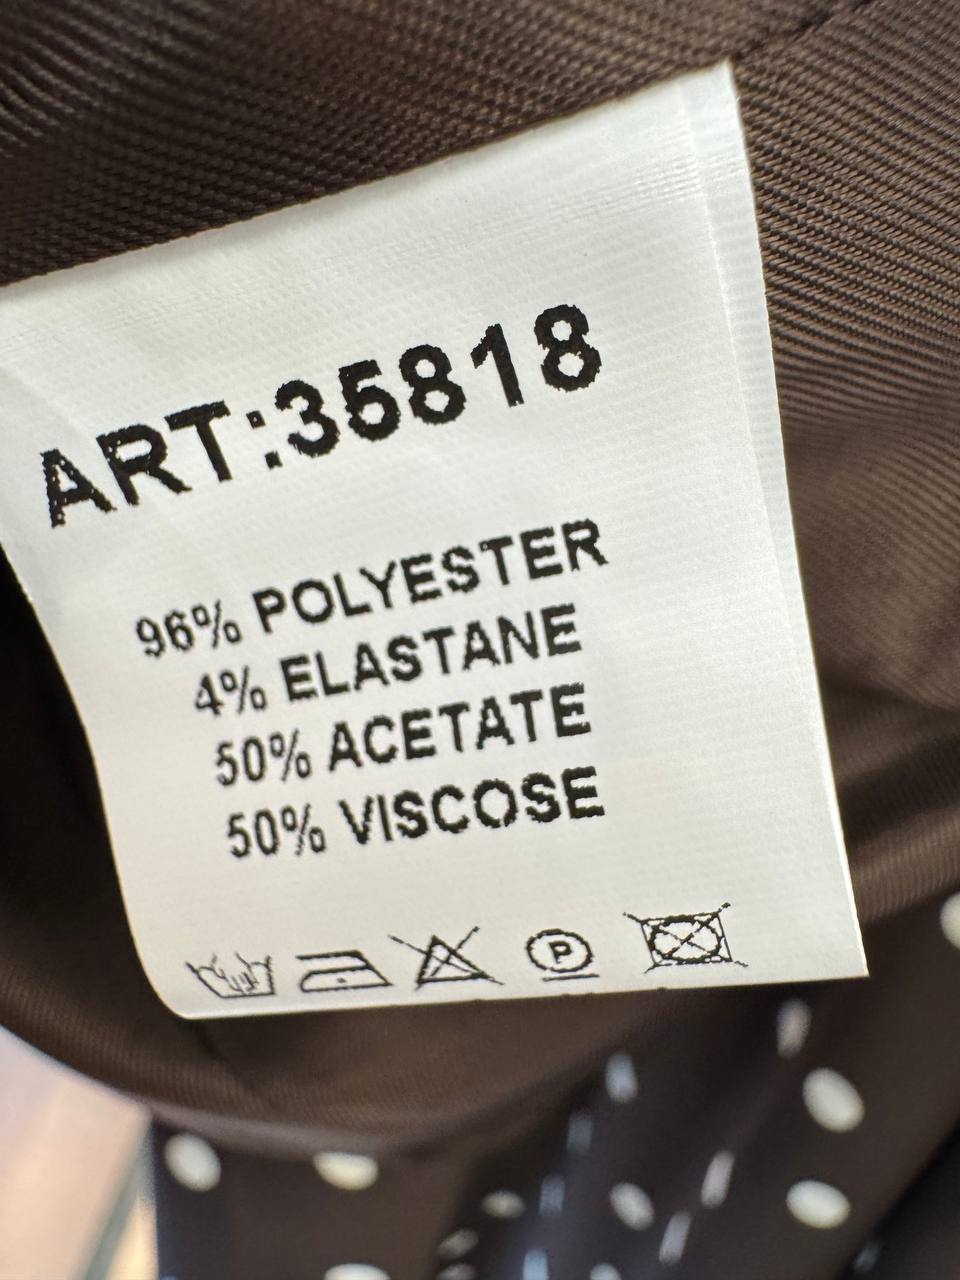 ART:35818
96% POLYESTER
4% ELASTANE
50% ACETATE
50% VISCOSE
P